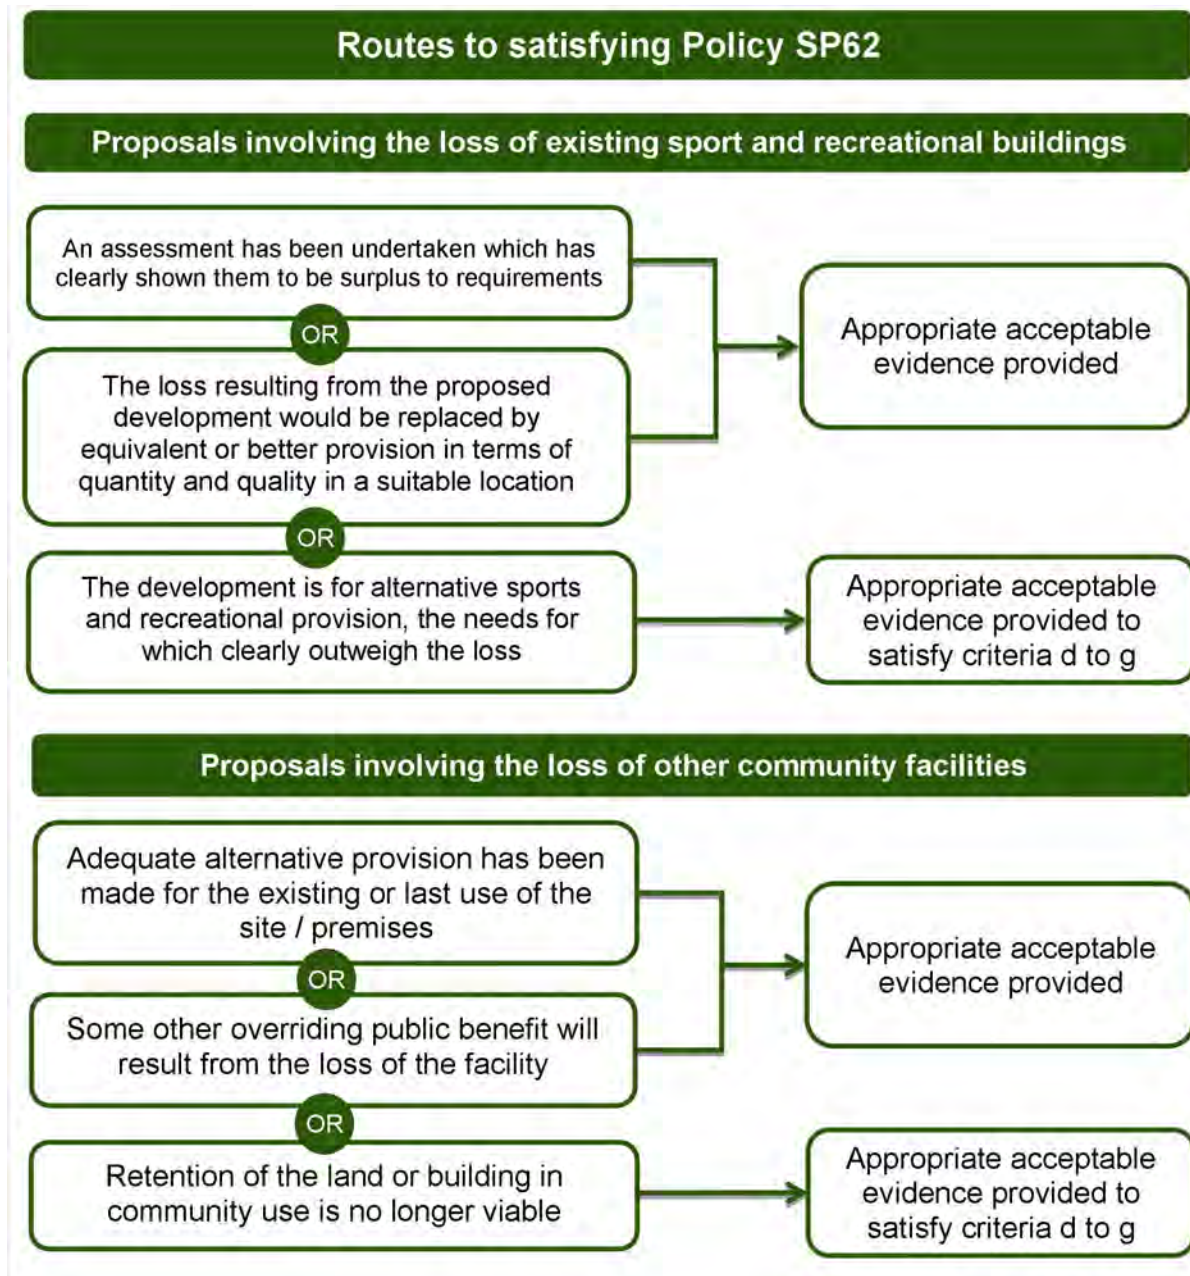 Routes to satisfying Policy SP62
Proposals involving the loss of existing sport and recreational buildings
An assessment has been undertaken which has
clearly shown them to be surplus to requirements
OR
The loss resulting from the proposed
development would be replaced by
equivalent or better provision in terms of
quantity and quality in a suitable location
Appropriate acceptable
evidence provided
OR
The development is for alternative sports
and recreational provision, the needs for
which clearly outweigh the loss
Appropriate acceptable
evidence provided to
satisfy criteria d to g
Proposals involving the loss of other community facilities
Adequate alternative provision has been
made for the existing or last use of the
site / premises
OR
Some other overriding public benefit will
result from the loss of the facility
Appropriate acceptable
evidence provided
OR
Retention of the land or building in
community use is no longer viable
Appropriate acceptable
evidence provided to
satisfy criteria d to g